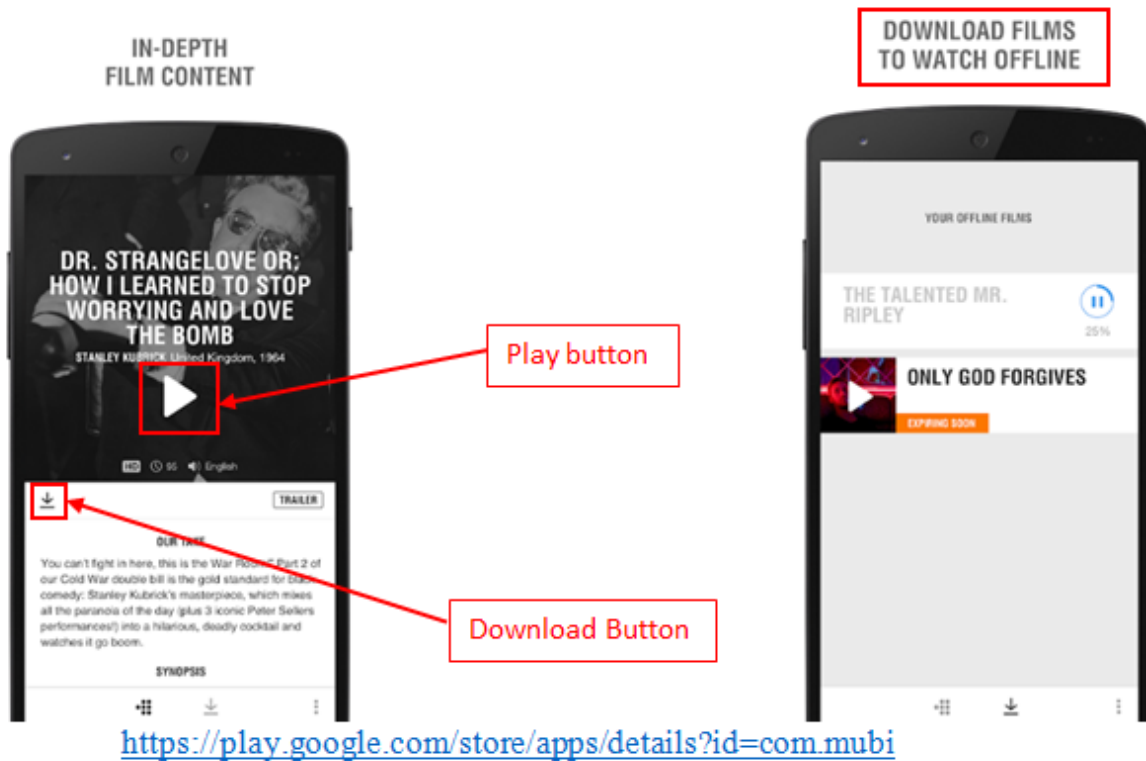 IN-DEPTH
FILM CONTENT
DOWNLOAD FILMS
TO WATCH OFFLINE
DR. STRANGELOVE OR;
HOW I LEARNED TO STOP
WORRYING AND LOVE
THE BOMB
STANLEY KUBRICK United Kingdom, 1964
HD 95 English
TRAILER
OUR TAKE
You can't fight in here, this is the War Room!" Part 2 of
our Cold War double bill is the gold standard for black
comedy: Stanley Kubrick's masterpiece, which mixes
all the paranoia of the day (plus 3 iconic Peter Sellers
performances!) into a hilarious, deadly cocktail and
watches it go boom.
SYNOPSIS
Play button
Download Button
YOUR OFFLINE FILMS
THE TALENTED MR.
RIPLEY
25%
ONLY GOD FORGIVES
EXPIRING SOON
https://play.google.com/store/apps/details?id=com.mubi